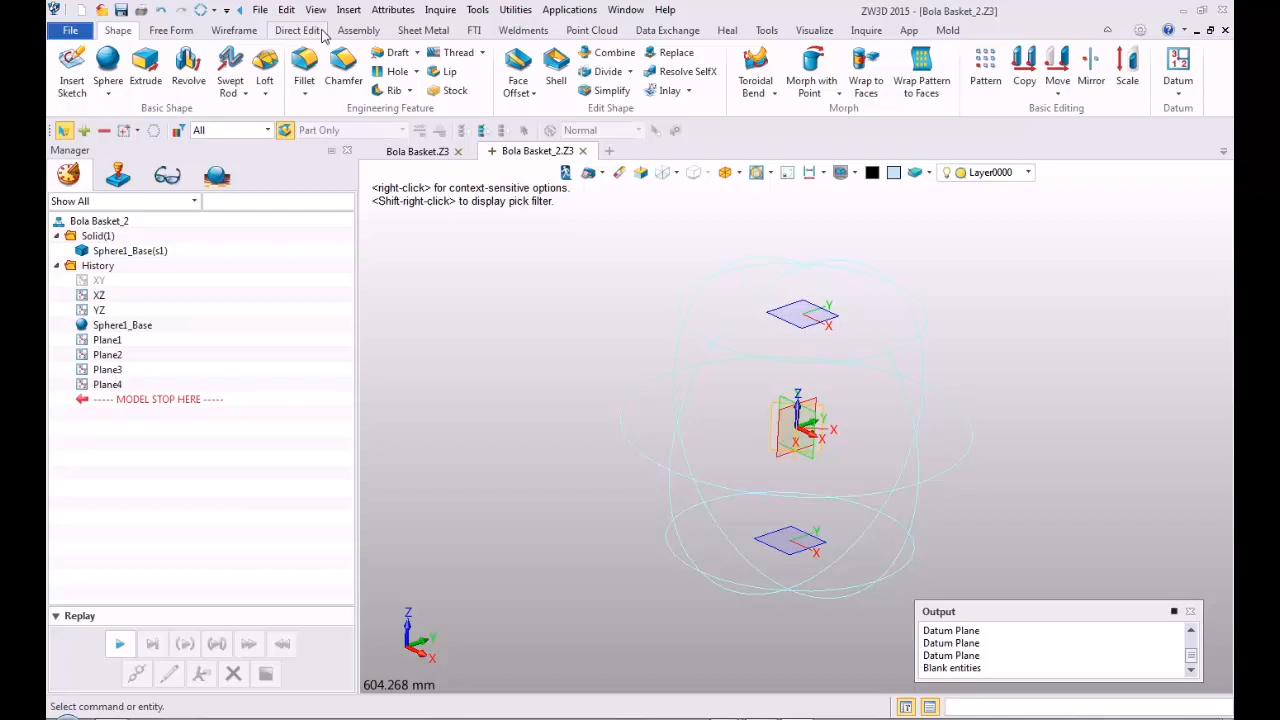 File Edit View Insert Attributes Inquire Tools Utilities Applications Window Help ZW3D 2015 - [Bola Basket_2.Z3]
File Shape Free Form Wireframe Direct Edit Assembly Sheet Metal FTI Weldments Point Cloud Data Exchange Heal Tools Visualize Inquire App Mold
Insert Sketch Sphere Extrude Revolve Swept Rod Loft Fillet Chamfer Draft Thread Face Offset Shell Combine Replace Toroidal Bend Morph with Point Wrap to Faces Wrap Pattern to Faces Pattern Copy Move Mirror Scale Datum
Hole Lip Divide Resolve SelfX
Rib Stock Simplify Inlay
Basic Shape Engineering Feature Edit Shape Morph Basic Editing Datum
All Part Only Normal
Manager Bola Basket.Z3 Bola Basket_2.Z3
Layer0000
<right-click> for context-sensitive options.
<Shift-right-click> to display pick filter.
Show All
Bola Basket_2
Solid(1)
Sphere1_Base(s1)
History
XY
XZ
YZ
Sphere1_Base
Plane1
Plane2
Plane3
Plane4
----- MODEL STOP HERE -----
Y
X
Z
Y
X
X
X
Y
X
Replay
Z
Y
X
604.268 mm
Output
Datum Plane
Datum Plane
Datum Plane
Blank entities
Select command or entity.